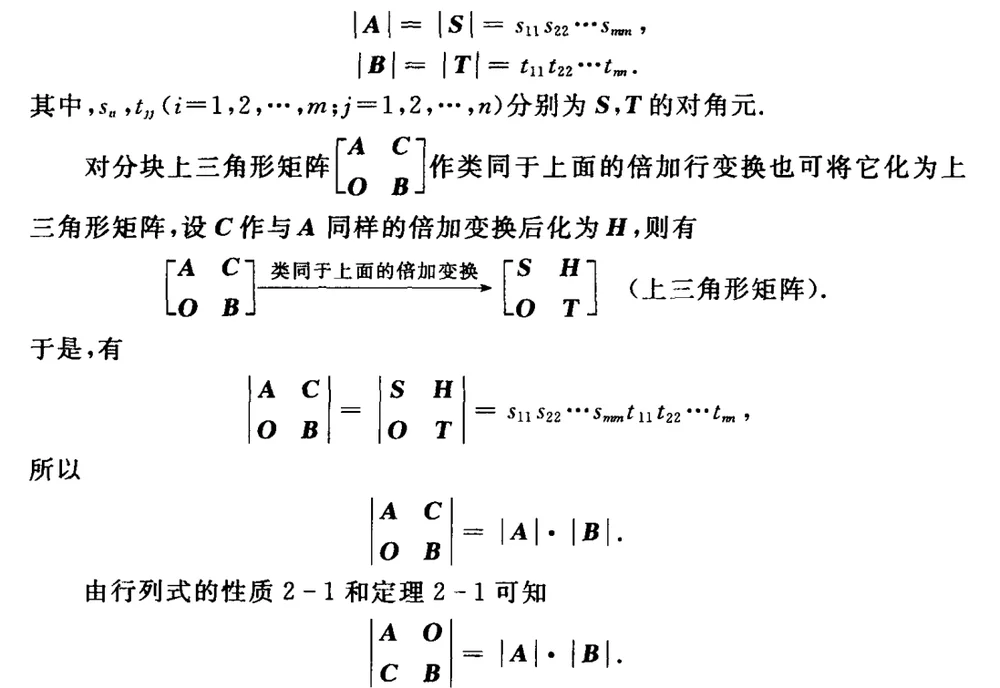 |A| = |S| = s₁₁s₂₂⋯sₘₘ,
|B| = |T| = t₁₁t₂₂⋯tₙₙ.
其中,sᵢᵢ,tⱼⱼ(i=1,2,⋯,m;j=1,2,⋯,n)分别为 S,T 的对角元.
对分块上三角形矩阵[A C; O B]作类同于上面的倍加行变换也可将它化为上
三角形矩阵,设 C 作与 A 同样的倍加变换后化为 H,则有
[A C; O B] 类同于上面的倍加变换→ [S H; O T] (上三角形矩阵).
于是,有
|A C; O B| = |S H; O T| = s₁₁s₂₂⋯sₘₘt₁₁t₂₂⋯tₙₙ,
所以
|A C; O B| = |A|·|B|.
由行列式的性质 2-1 和定理 2-1 可知
|A O; C B| = |A|·|B|.